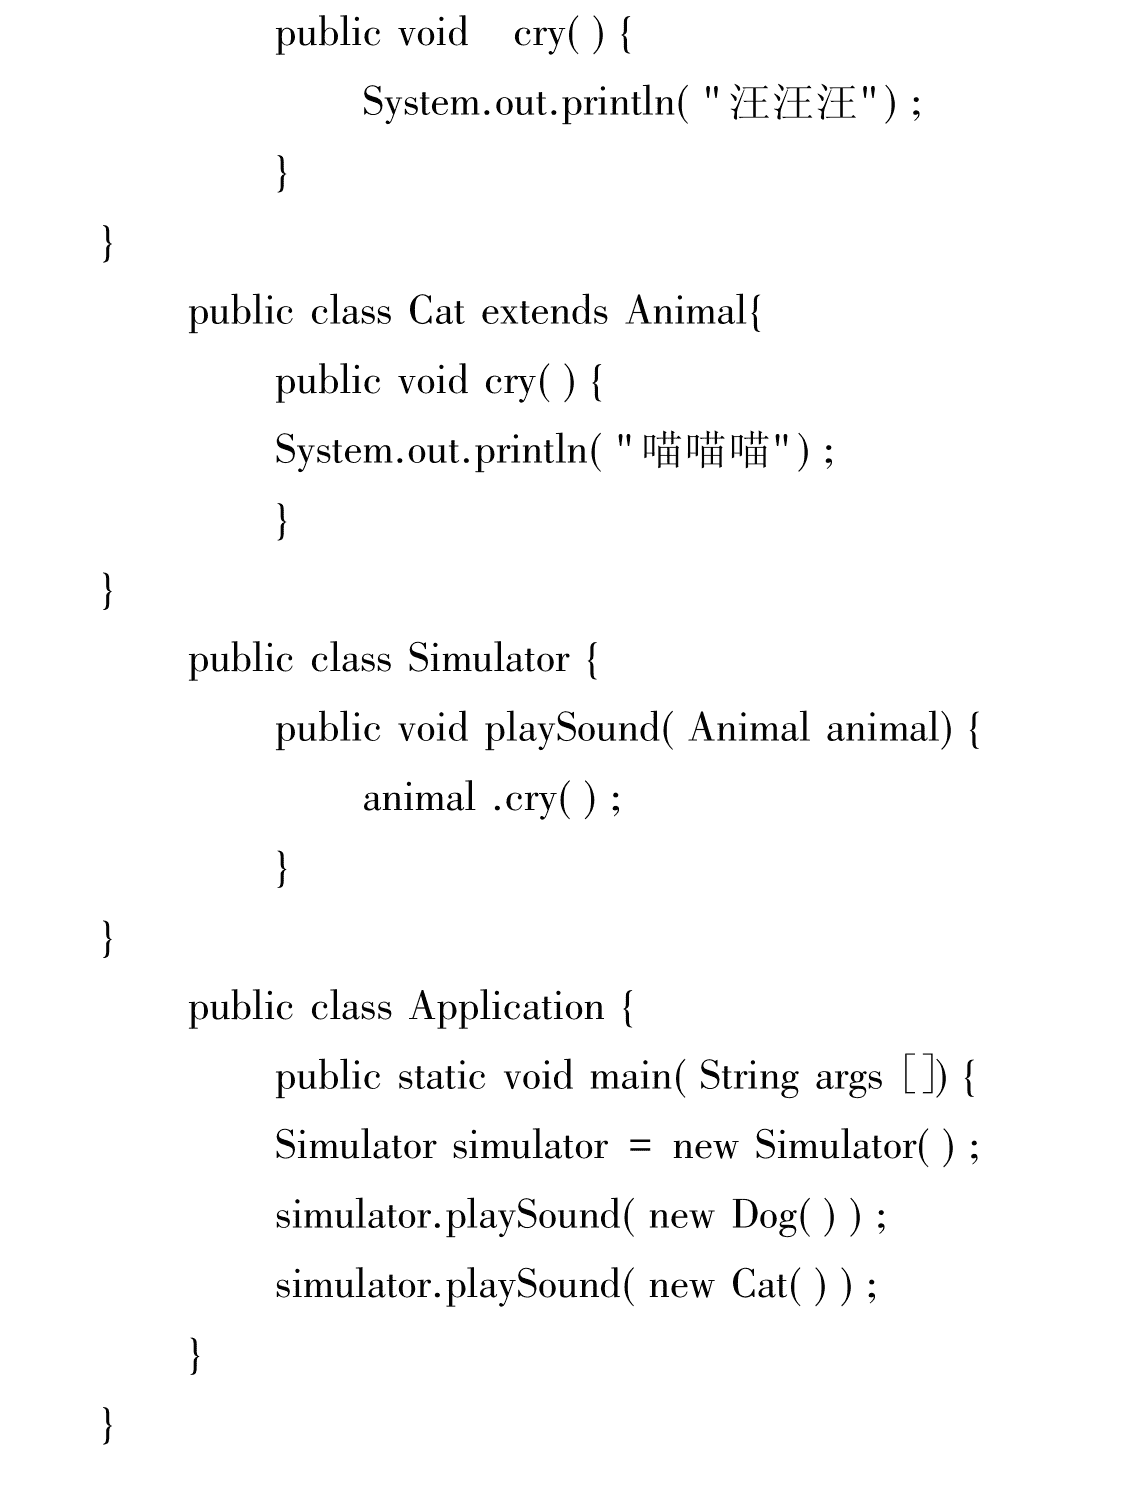 public void cry( ) {
System.out.println( "汪汪汪") ;
}
}
public class Cat extends Animal{
public void cry( ) {
System.out.println( "喵喵喵") ;
}
}
public class Simulator {
public void playSound( Animal animal) {
animal .cry( ) ;
}
}
public class Application {
public static void main( String args [ ]) {
Simulator simulator = new Simulator( ) ;
simulator.playSound( new Dog( ) ) ;
simulator.playSound( new Cat( ) ) ;
}
}